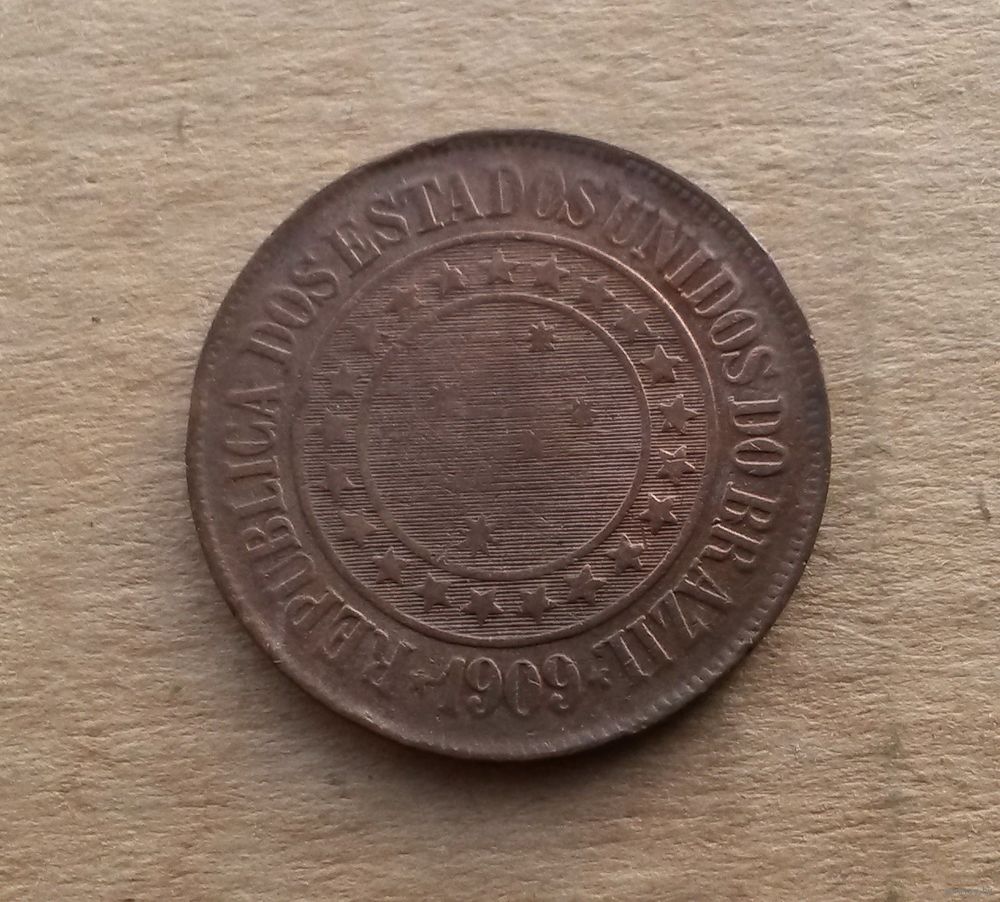 REPUBLICA DOS ESTADOS UNIDOS DO BRAZIL
1909